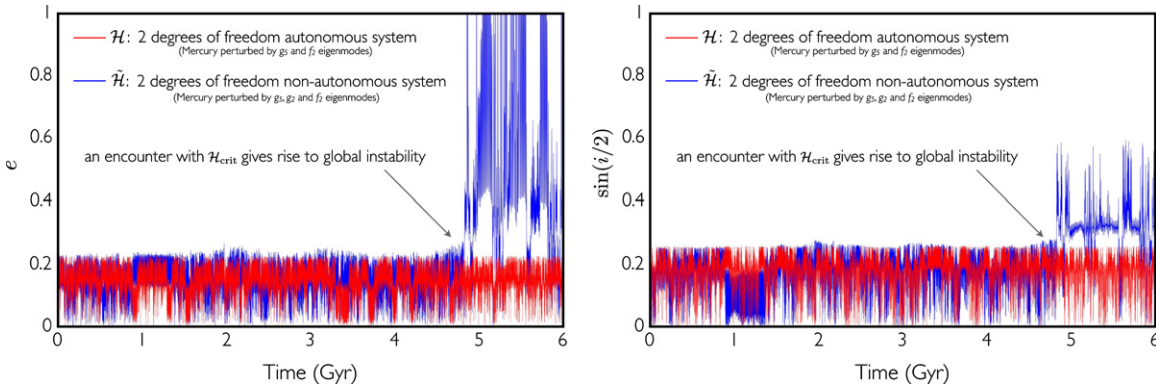 1
0.8
0.6
0.4
0.2
0
e
ℋ: 2 degrees of freedom autonomous system
(Mercury perturbed by g₅ and f₂ eigenmodes)
ℋ̃: 2 degrees of freedom non-autonomous system
(Mercury perturbed by g₅, g₂ and f₂ eigenmodes)
an encounter with ℋcrit gives rise to global instability
0 1 2 3 4 5 6
Time (Gyr)
1
0.8
0.6
0.4
0.2
0
sin(i/2)
ℋ: 2 degrees of freedom autonomous system
(Mercury perturbed by g₅ and f₂ eigenmodes)
ℋ̃: 2 degrees of freedom non-autonomous system
(Mercury perturbed by g₅, g₂ and f₂ eigenmodes)
an encounter with ℋcrit gives rise to global instability
0 1 2 3 4 5 6
Time (Gyr)